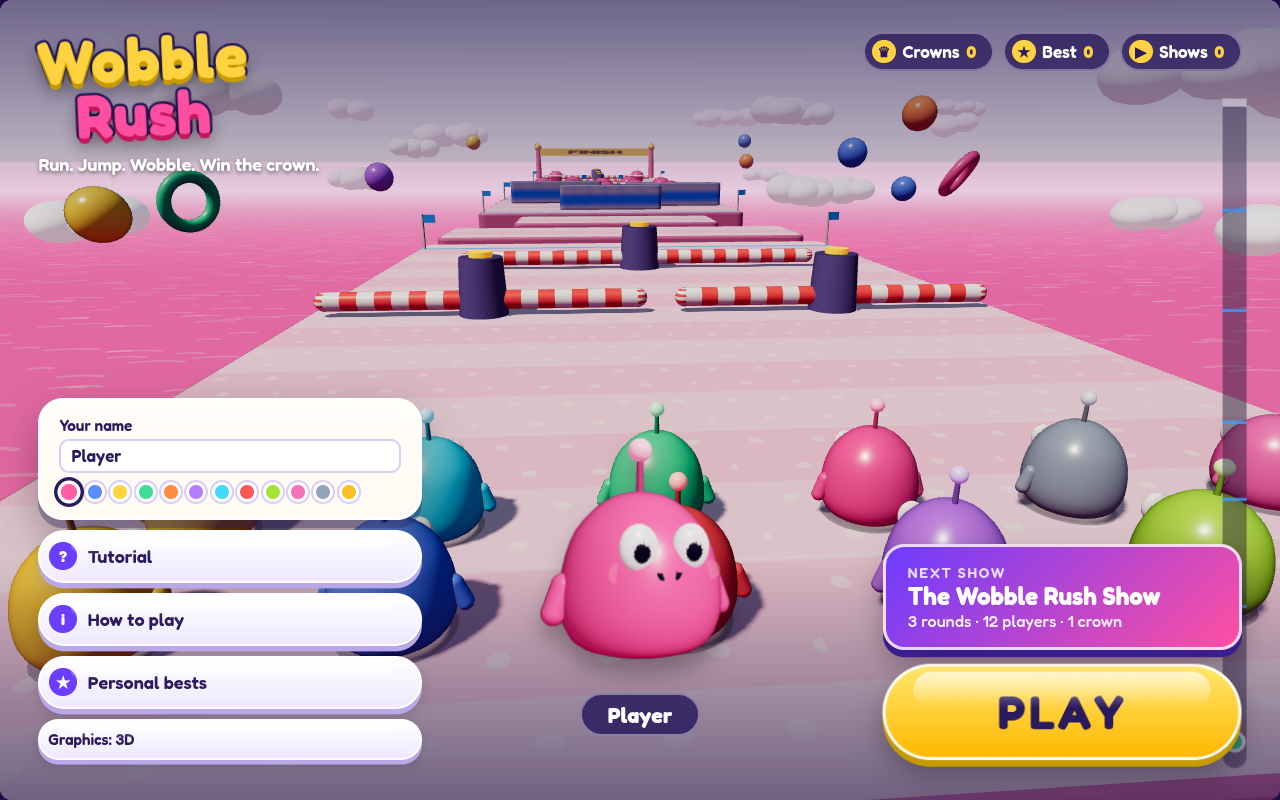 Wobble
Rush
Run. Jump. Wobble. Win the crown.
Crowns 0
Best 0
Shows 0
FINISH
Your name
Player
? Tutorial
i How to play
Personal bests
Graphics: 3D
Player
NEXT SHOW
The Wobble Rush Show
3 rounds · 12 players · 1 crown
PLAY